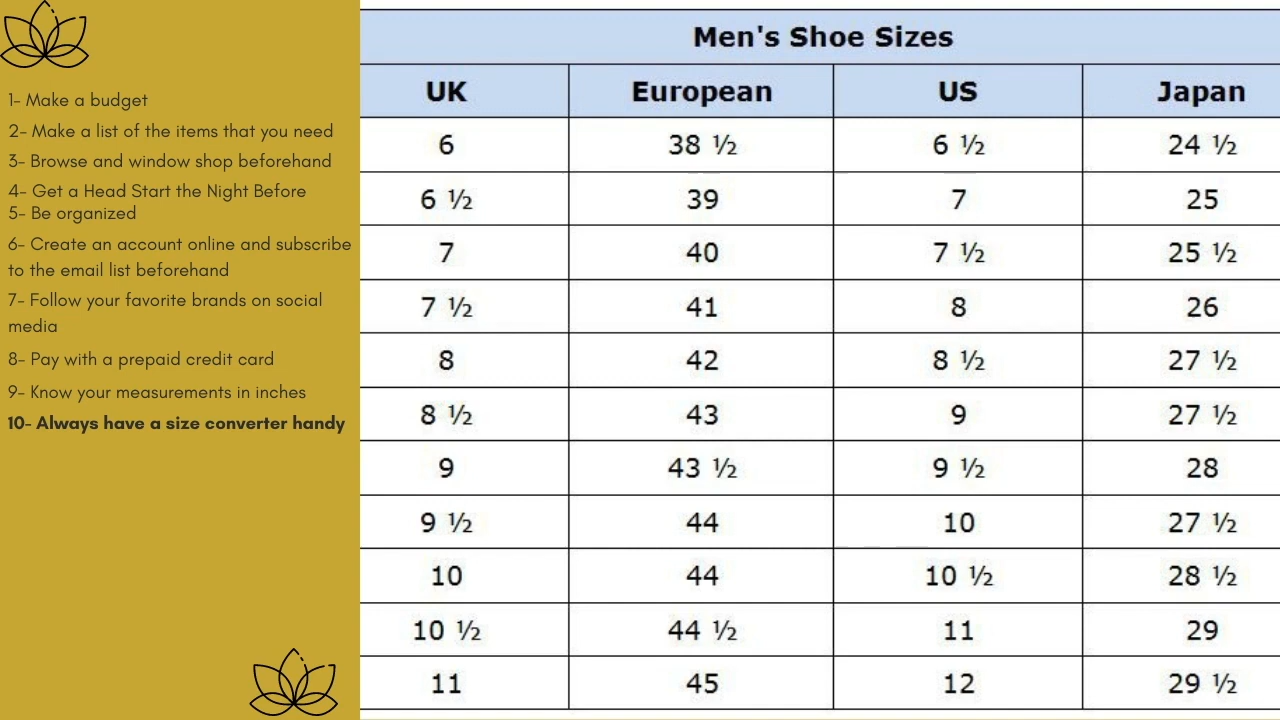 1- Make a budget
2- Make a list of the items that you need
3- Browse and window shop beforehand
4- Get a Head Start the Night Before
5- Be organized
6- Create an account online and subscribe
to the email list beforehand
7- Follow your favorite brands on social
media
8- Pay with a prepaid credit card
9- Know your measurements in inches
10- Always have a size converter handy
Men's Shoe Sizes
UK European US Japan
6 38 ½ 6 ½ 24 ½
6 ½ 39 7 25
7 40 7 ½ 25 ½
7 ½ 41 8 26
8 42 8 ½ 27 ½
8 ½ 43 9 27 ½
9 43 ½ 9 ½ 28
9 ½ 44 10 27 ½
10 44 10 ½ 28 ½
10 ½ 44 ½ 11 29
11 45 12 29 ½